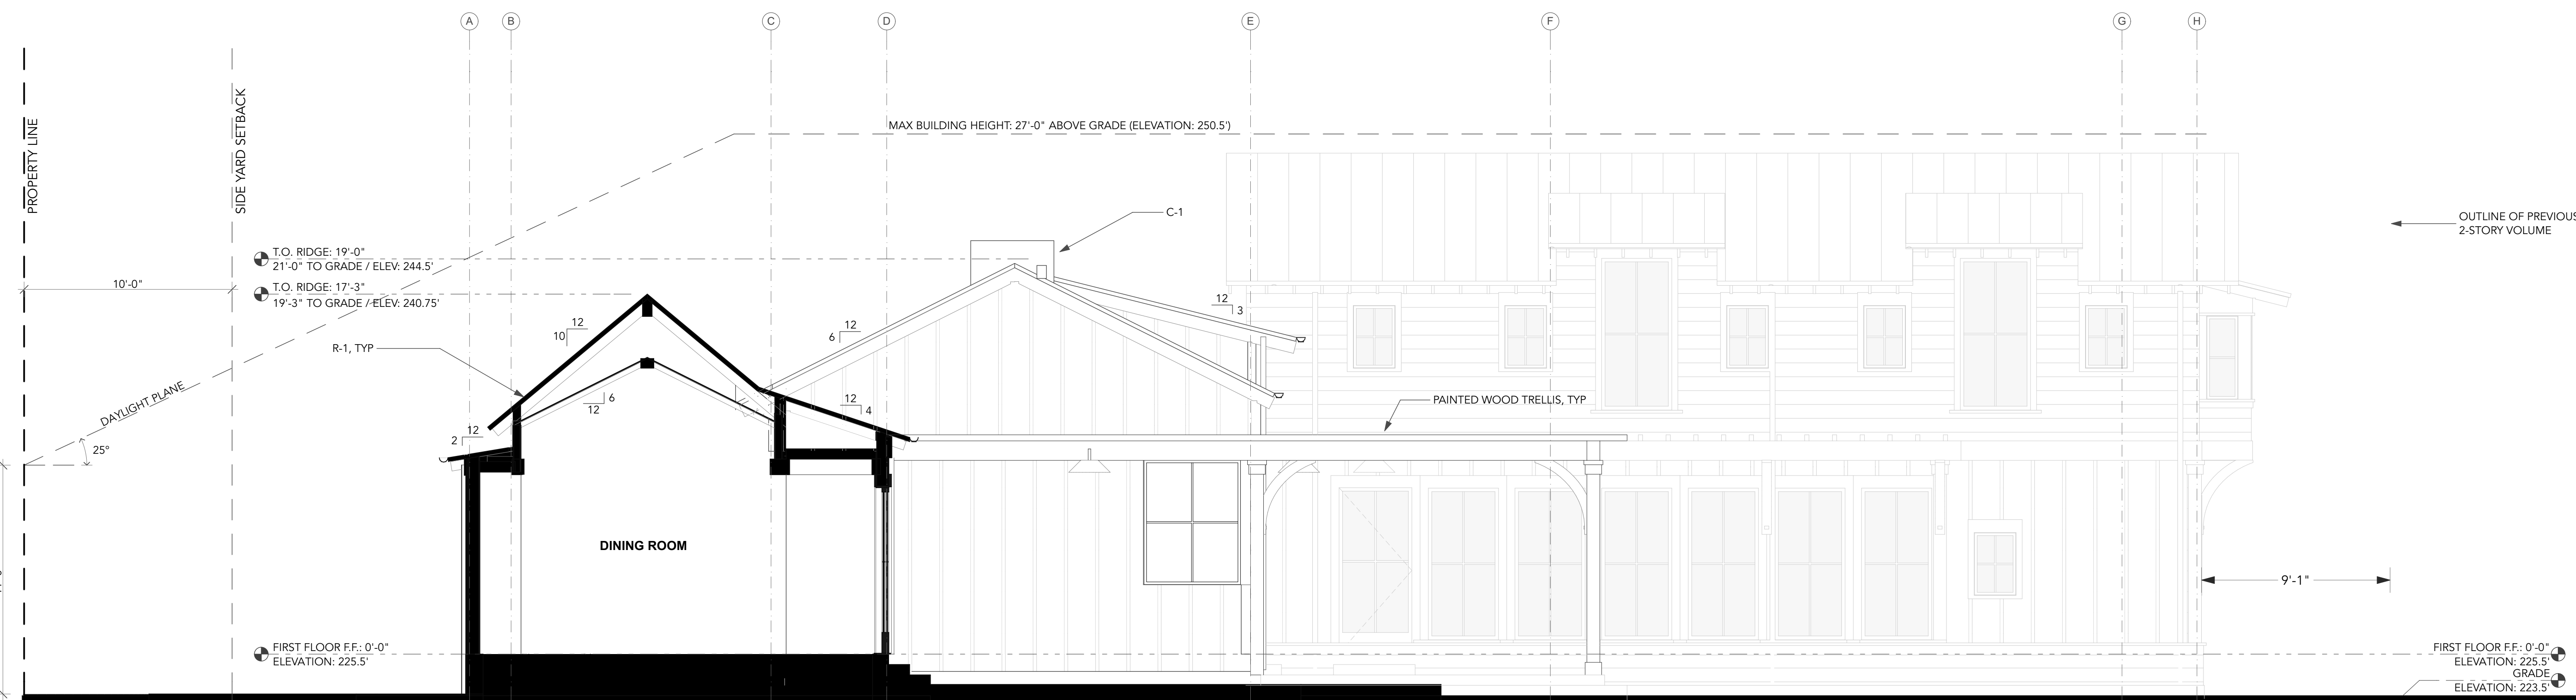 A
B
C
D
E
F
G
H
PROPERTY LINE
SIDE YARD SETBACK
MAX BUILDING HEIGHT: 27'-0" ABOVE GRADE (ELEVATION: 250.5')
C-1
OUTLINE OF PREVIOUS
2-STORY VOLUME
T.O. RIDGE: 19'-0"
21'-0" TO GRADE / ELEV: 244.5'
10'-0"
T.O. RIDGE: 17'-3"
19'-3" TO GRADE / ELEV: 240.75'
12
10
12
6
12
3
R-1, TYP
DAYLIGHT PLANE
25°
12
2
6
12
12
4
PAINTED WOOD TRELLIS, TYP
DINING ROOM
9'-1"
FIRST FLOOR F.F.: 0'-0"
ELEVATION: 225.5'
FIRST FLOOR F.F.: 0'-0"
ELEVATION: 225.5'
GRADE
ELEVATION: 223.5'